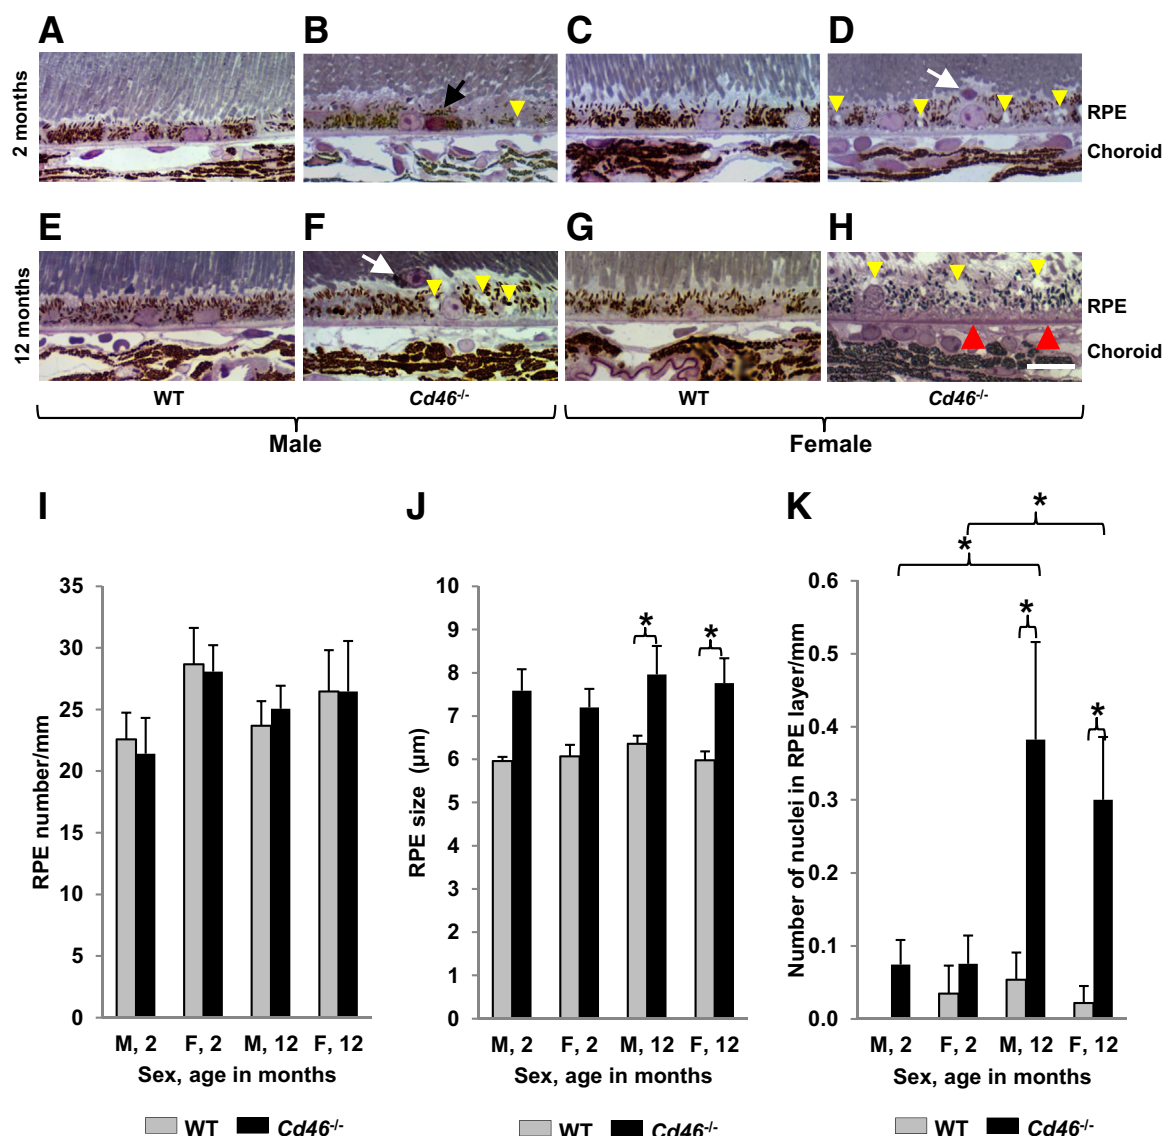 A
B
C
D
2 months
RPE
Choroid
E
F
G
H
12 months
RPE
Choroid
WT
Cd46-/-
WT
Cd46-/-
Male
Female
I
RPE number/mm
35
30
25
20
15
10
5
0
M, 2 F, 2 M, 12 F, 12
Sex, age in months
WT Cd46-/-
J
RPE size (µm)
10
9
8
7
6
5
4
3
2
1
0
* *
M, 2 F, 2 M, 12 F, 12
Sex, age in months
WT Cd46-/-
K
Number of nuclei in RPE layer/mm
*
*
*
*
0.6
0.5
0.4
0.3
0.2
0.1
0.0
M, 2 F, 2 M, 12 F, 12
Sex, age in months
WT Cd46-/-